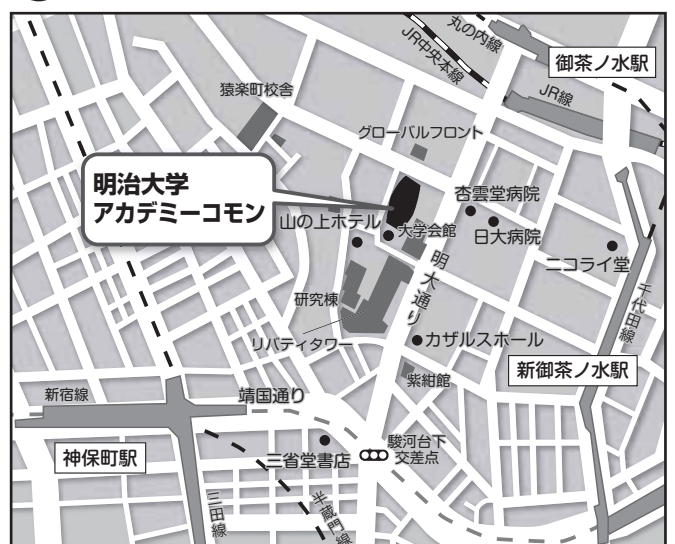 丸の内線
JR中央本線
御茶ノ水駅
JR線
猿楽町校舎
グローバルフロント
明治大学
アカデミーコモン
杏雲堂病院
山の上ホテル
大学会館
日大病院
ニコライ堂
明大通り
千代田線
研究棟
リバティタワー
カザルスホール
新御茶ノ水駅
紫紺館
新宿線
靖国通り
神保町駅
三省堂書店
駿河台下
交差点
三田線
半蔵門線